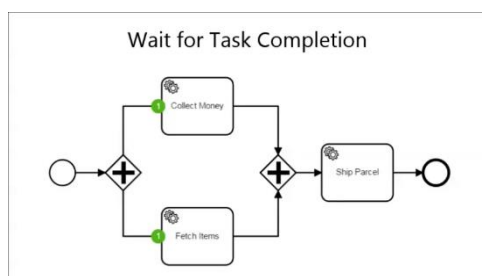 Wait for Task Completion
Collect Money
1
Ship Parcel
Fetch Items
1